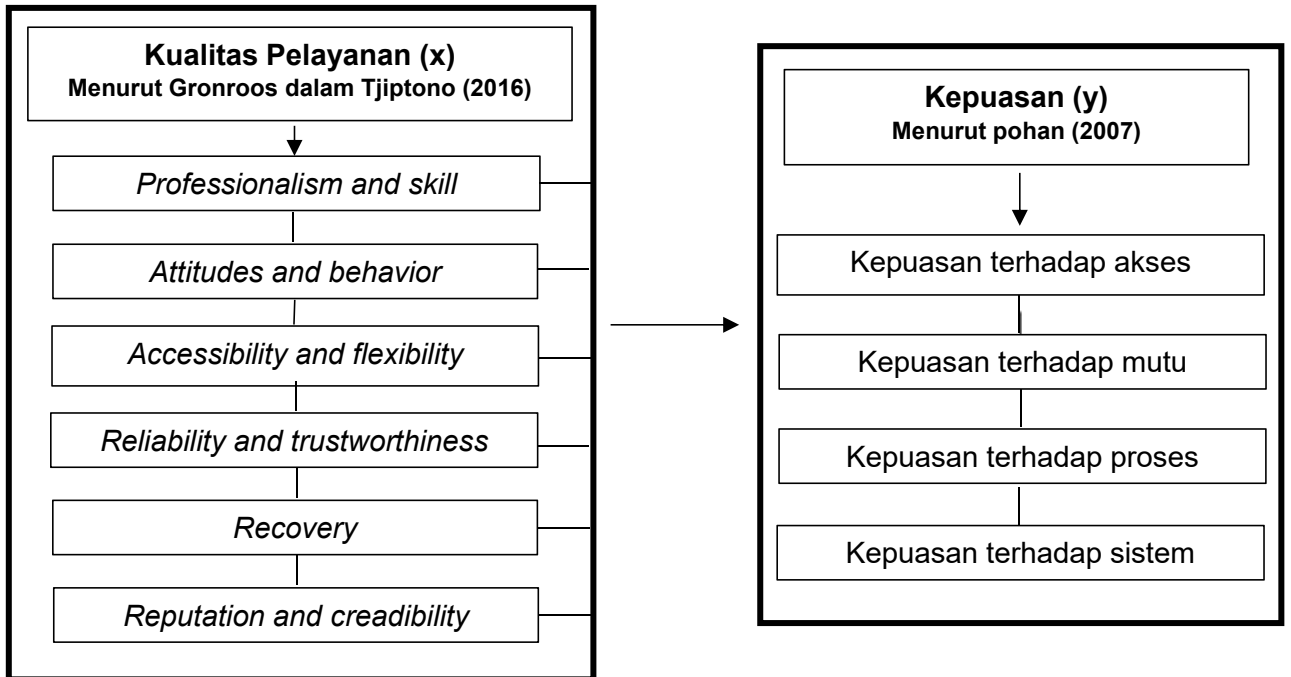 Kualitas Pelayanan (x)
Menurut Gronroos dalam Tjiptono (2016)
Professionalism and skill
Attitudes and behavior
Accessibility and flexibility
Reliability and trustworthiness
Recovery
Reputation and creadibility
Kepuasan (y)
Menurut pohan (2007)
Kepuasan terhadap akses
Kepuasan terhadap mutu
Kepuasan terhadap proses
Kepuasan terhadap sistem